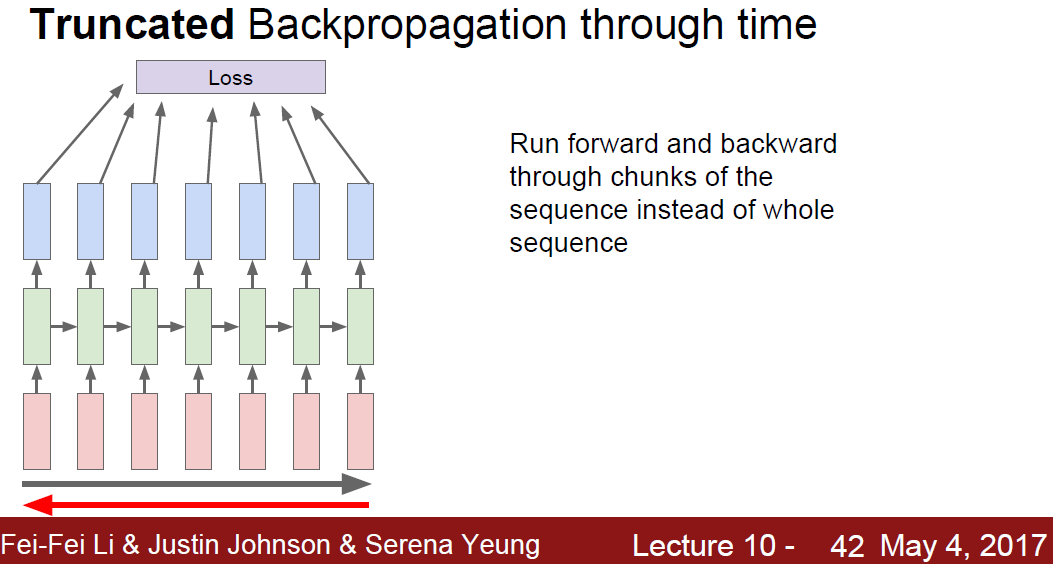 Truncated Backpropagation through time
Loss
Run forward and backward
through chunks of the
sequence instead of whole
sequence
Fei-Fei Li & Justin Johnson & Serena Yeung Lecture 10 - 42 May 4, 2017